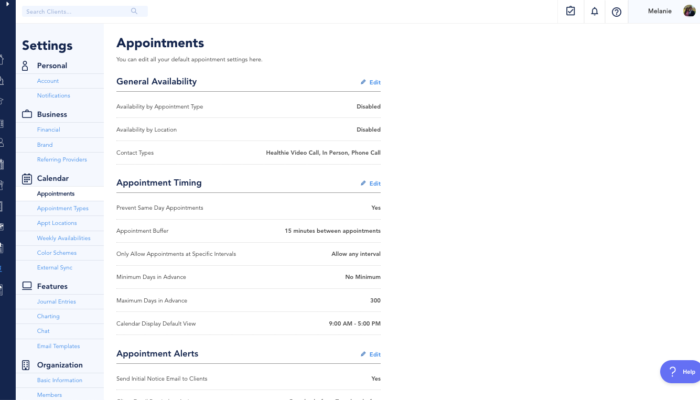 Search Clients...
Melanie
Settings
Personal
Account
Notifications
Business
Financial
Brand
Referring Providers
Calendar
Appointments
Appointment Types
Appt Locations
Weekly Availabilities
Color Schemes
External Sync
Features
Journal Entries
Charting
Chat
Email Templates
Organization
Basic Information
Members
Appointments
You can edit all your default appointment settings here.
General Availability Edit
Availability by Appointment Type Disabled
Availability by Location Disabled
Contact Types Healthie Video Call, In Person, Phone Call
Appointment Timing Edit
Prevent Same Day Appointments Yes
Appointment Buffer 15 minutes between appointments
Only Allow Appointments at Specific Intervals Allow any interval
Minimum Days in Advance No Minimum
Maximum Days in Advance 300
Calendar Display Default View 9:00 AM - 5:00 PM
Appointment Alerts Edit
Send Initial Notice Email to Clients Yes
? Help